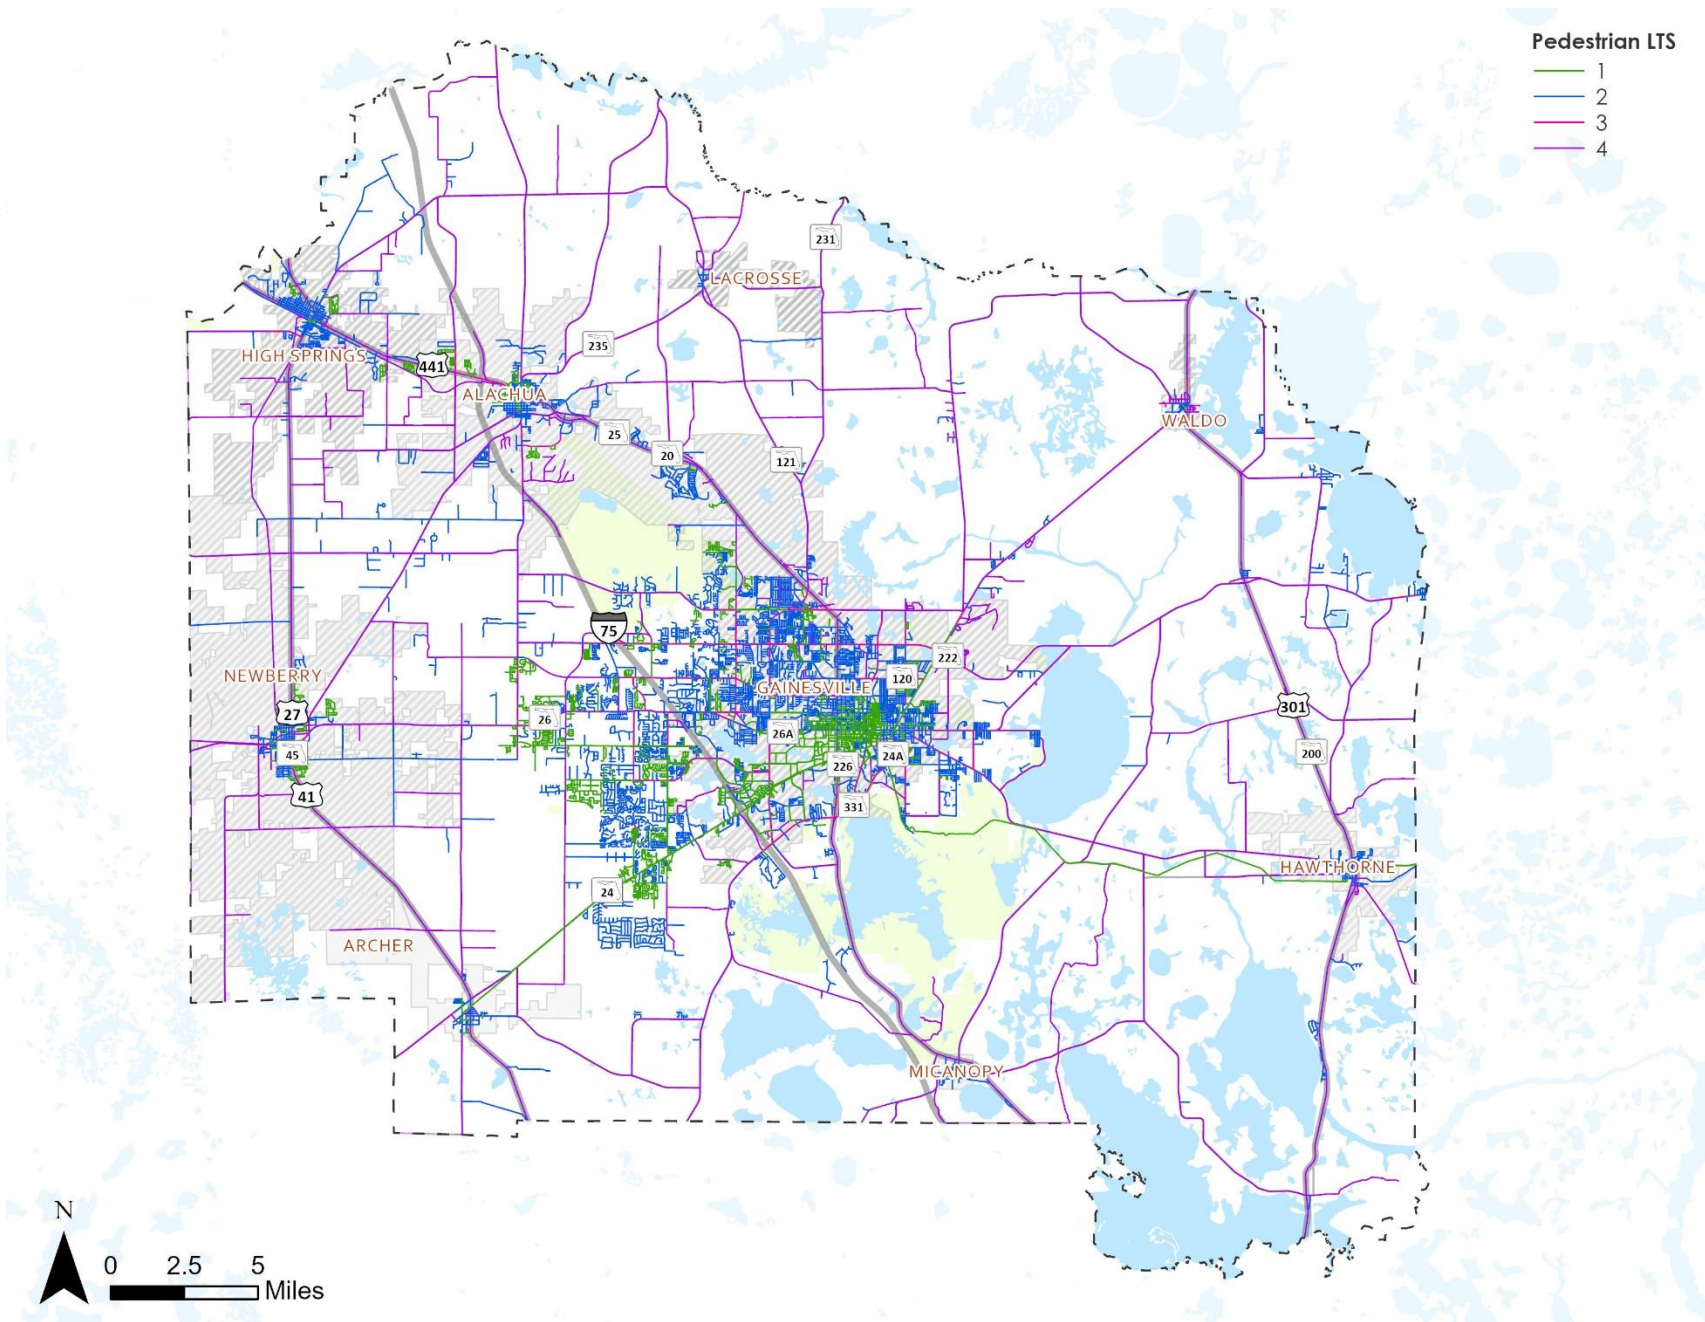 Pedestrian LTS
1
2
3
4
231
LACROSSE
235
HIGH SPRINGS
441
ALACHUA
WALDO
25
20
121
75
222
NEWBERRY
120
GAINESVILLE
27
26
301
26A
45
24A
200
226
41
331
HAWTHORNE
24
ARCHER
MICANOPY
N
0 2.5 5
Miles